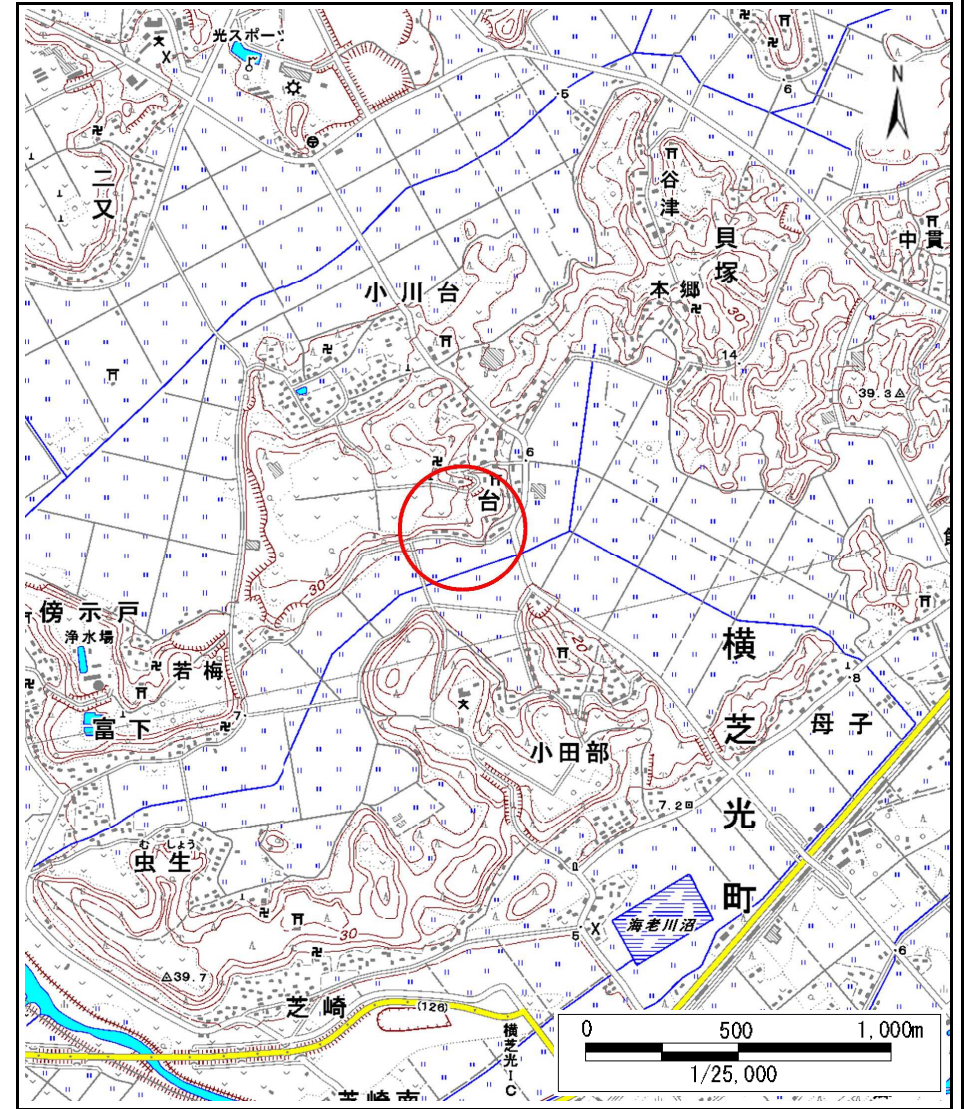 光スポーツ
N
二又
谷津
貝塚
中貫
小川台
本郷
5
6
30
14
39.3
6
台
30
傍示戸
浄水場
若梅
富下
7
20
横芝光町
8
母子
小田部
7.2
むしょう
虫生
30
39.7
海老川沼
5
6
芝崎
(126)
横芝光IC
0 500 1,000m
1/25,000